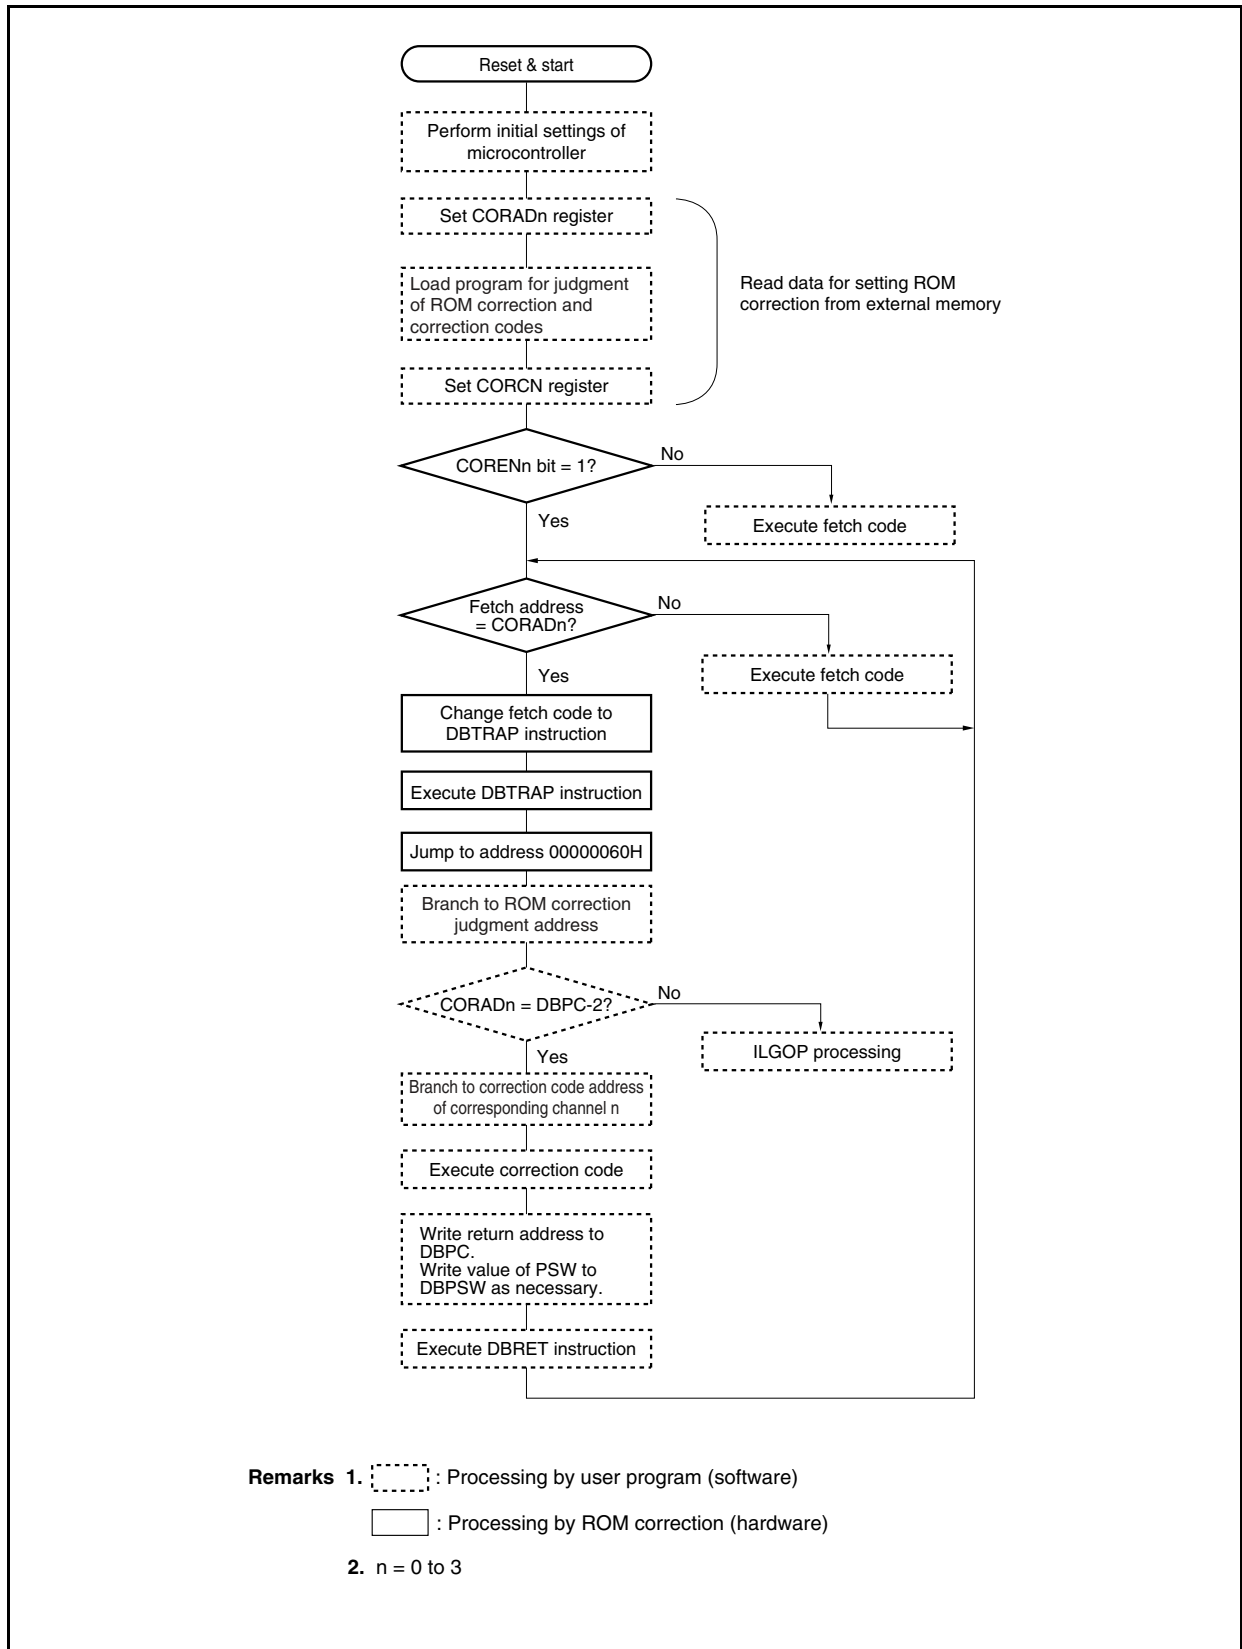 Reset & start
Perform initial settings of
microcontroller
Set CORADn register
Load program for judgment
of ROM correction and
correction codes
Read data for setting ROM
correction from external memory
Set CORCN register
CORENn bit = 1?
No
Execute fetch code
Yes
Fetch address
= CORADn?
No
Execute fetch code
Yes
Change fetch code to
DBTRAP instruction
Execute DBTRAP instruction
Jump to address 00000060H
Branch to ROM correction
judgment address
CORADn = DBPC-2?
No
ILGOP processing
Yes
Branch to correction code address
of corresponding channel n
Execute correction code
Write return address to
DBPC.
Write value of PSW to
DBPSW as necessary.
Execute DBRET instruction
Remarks 1. : Processing by user program (software)
: Processing by ROM correction (hardware)
2. n = 0 to 3